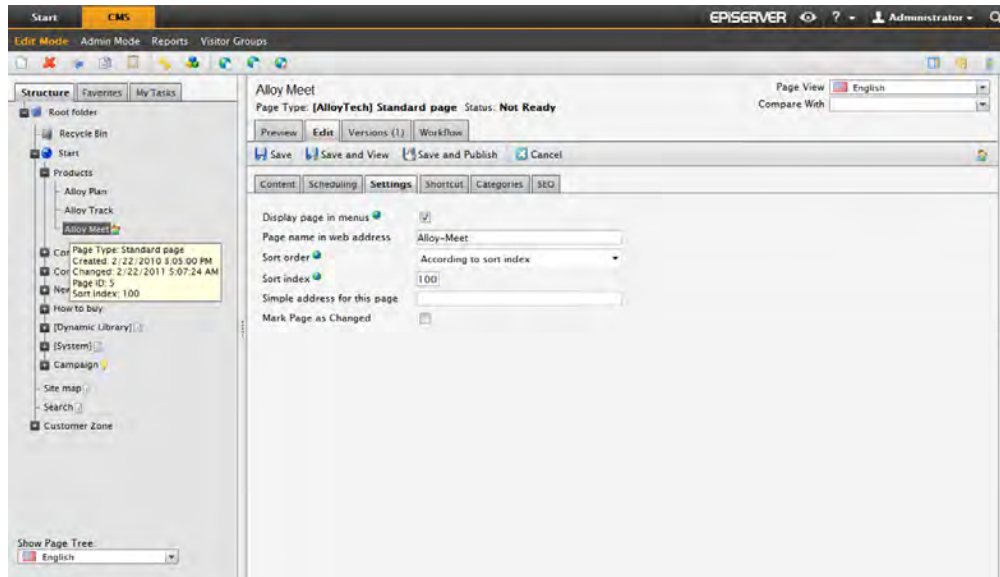 Start CMS EPiSERVER ? Administrator
Edit Mode Admin Mode Reports Visitor Groups
Structure Favorites My Tasks
Root folder
Recycle Bin
Start
Products
Alloy Plan
Alloy Track
Alloy Meet
Page Type: Standard page
Created: 2/22/2010 8:05:00 PM
Changed: 2/22/2011 5:07:24 AM
Page ID: 5
Sort index: 100
How to buy
[Dynamic Library]
[System]
Campaign
Site map
Search
Customer Zone
Show Page Tree:
English
Alloy Meet
Page Type: [AlloyTech] Standard page Status: Not Ready
Page View English
Compare With
Preview Edit Versions (1) Workflow
Save Save and View Save and Publish Cancel
Content Scheduling Settings Shortcut Categories SEO
Display page in menus
Page name in web address Alloy-Meet
Sort order According to sort index
Sort index 100
Simple address for this page
Mark Page as Changed